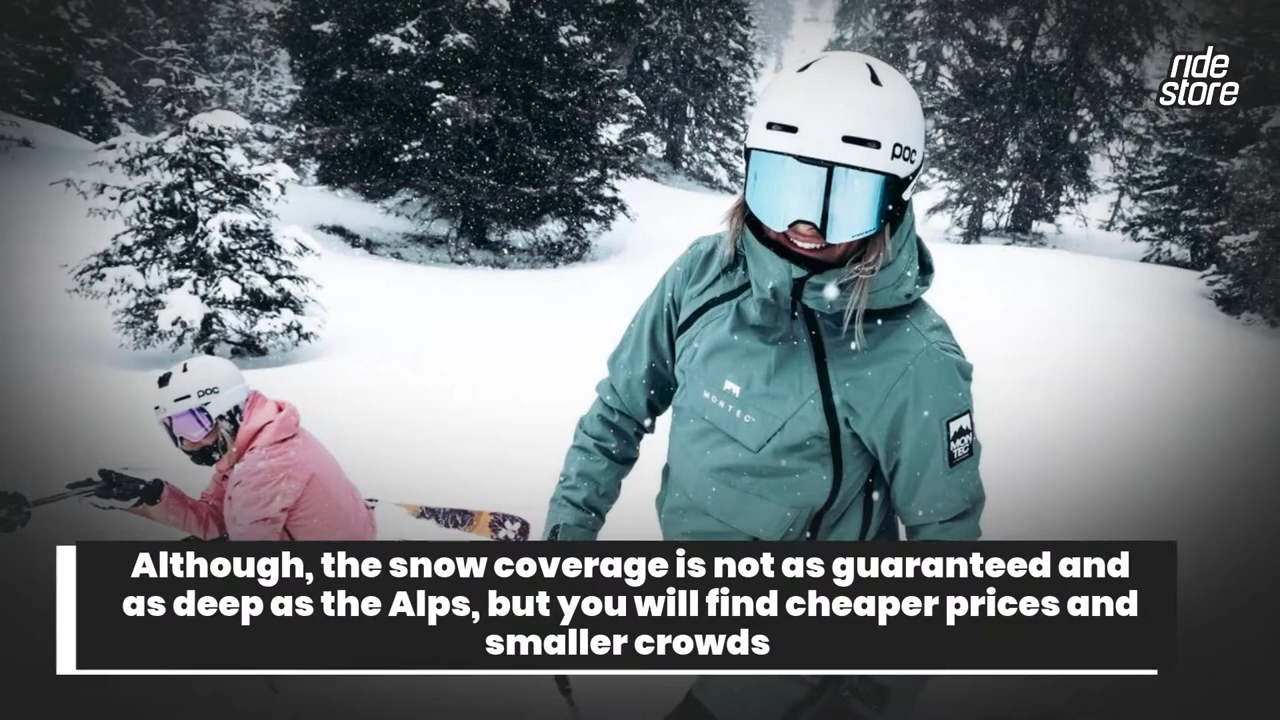 ride
store
poc
poc
MONTEC
MON
TEC
Although, the snow coverage is not as guaranteed and
as deep as the Alps, but you will find cheaper prices and
smaller crowds